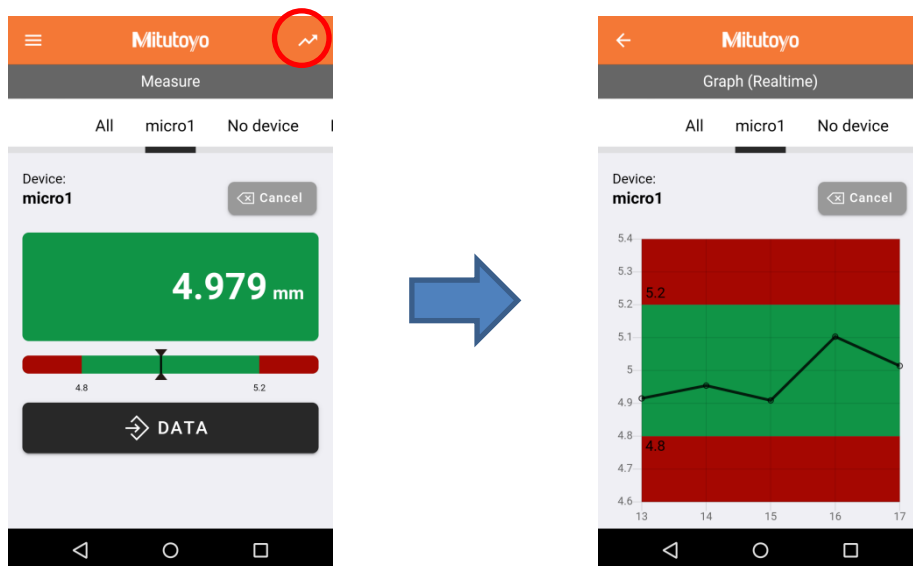 Mitutoyo
Measure
All micro1 No device
Device:
micro1
Cancel
4.979 mm
4.8 5.2
DATA
Mitutoyo
Graph (Realtime)
All micro1 No device
Device:
micro1
Cancel
5.4
5.3
5.2
5.2
5.1
5
4.9
4.8
4.8
4.7
4.6
13 14 15 16 17